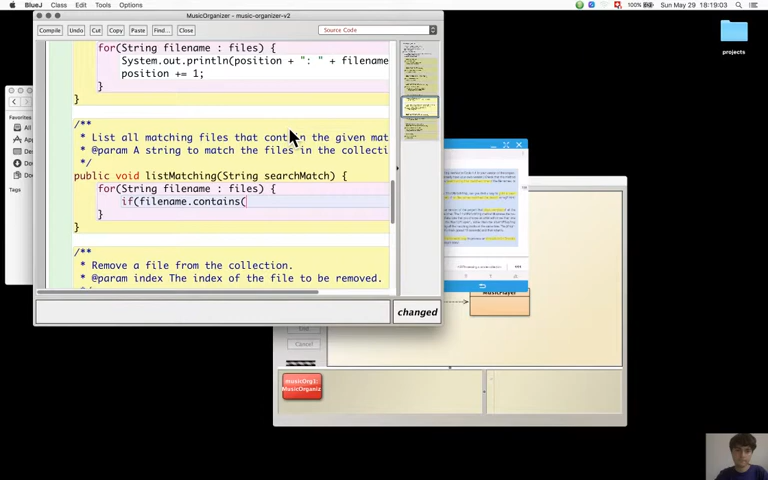 BlueJ Class Edit Tools Options
100% Sun May 29 18:19:03
MusicOrganizer - music-organizer-v2
Compile Undo Cut Copy Paste Find... Close
Source Code
for(String filename : files) {
System.out.println(position + ": " + filename
position += 1;
}
}
/**
* List all matching files that contain the given mat
* @param A string to match the files in the collecti
*/
public void listMatching(String searchMatch) {
for(String filename : files) {
if(filename.contains(
}
}
/**
* Remove a file from the collection.
* @param index The index of the file to be removed.
changed
projects
Favorites
All
Tags
MusicPlayer
Cancel
musicOrg1:
MusicOrganiz